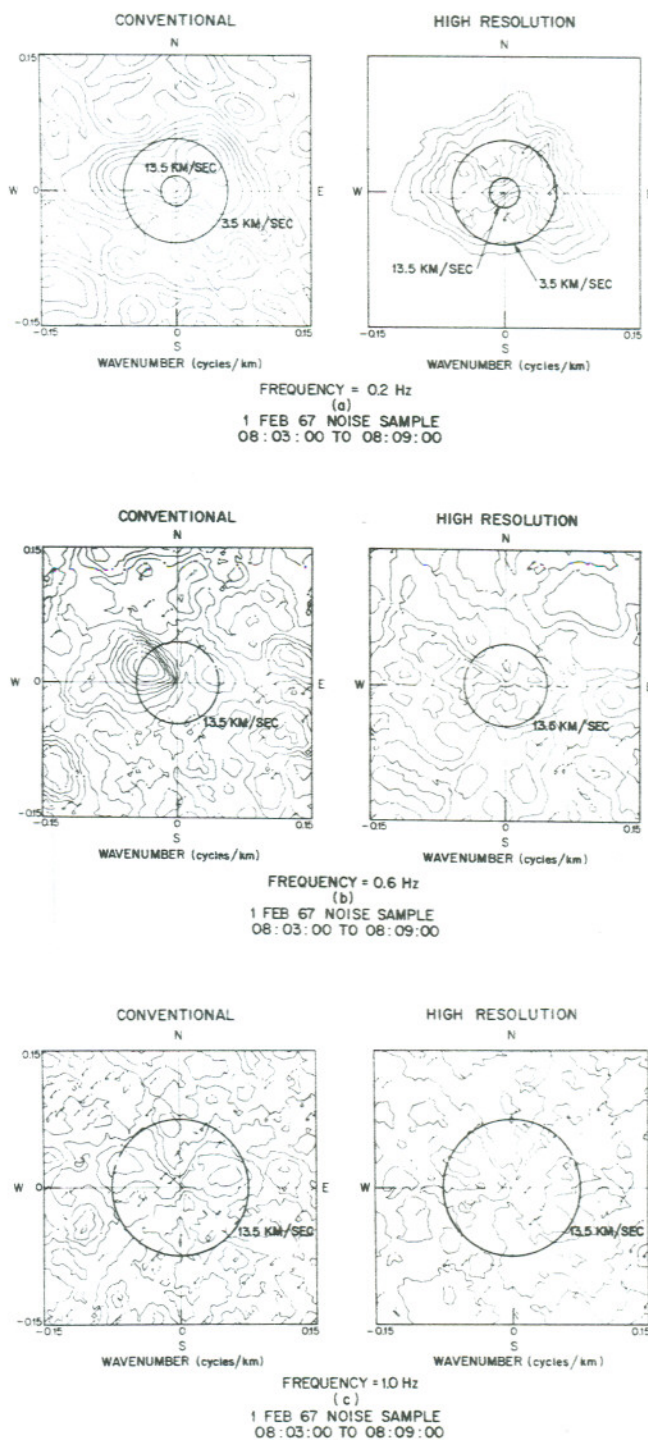 CONVENTIONAL
HIGH RESOLUTION
N
N
0.15
13.5 KM/SEC
W 0 E
W
3.5 KM/SEC
13.5 KM/SEC
3.5 KM/SEC
-0.15
-0.15 0 0.15
-0.15 0 0.15
S
S
WAVENUMBER (cycles/km)
WAVENUMBER (cycles/km)
FREQUENCY = 0.2 Hz
(a)
1 FEB 67 NOISE SAMPLE
08:03:00 TO 08:09:00
CONVENTIONAL
HIGH RESOLUTION
N
N
0.15
W 0 E
W E
13.5 KM/SEC
13.5 KM/SEC
-0.15
-0.15 0 0.15
-0.15 0 0.15
S
S
WAVENUMBER (cycles/km)
WAVENUMBER (cycles/km)
FREQUENCY = 0.6 Hz
(b)
1 FEB 67 NOISE SAMPLE
08:03:00 TO 08:09:00
CONVENTIONAL
HIGH RESOLUTION
N
N
0.15
W 0 E
W
13.5 KM/SEC
13.5 KM/SEC
-0.15
-0.15 0 0.15
-0.15 0 0.15
S
S
WAVENUMBER (cycles/km)
WAVENUMBER (cycles/km)
FREQUENCY = 1.0 Hz
(c)
1 FEB 67 NOISE SAMPLE
08:03:00 TO 08:09:00